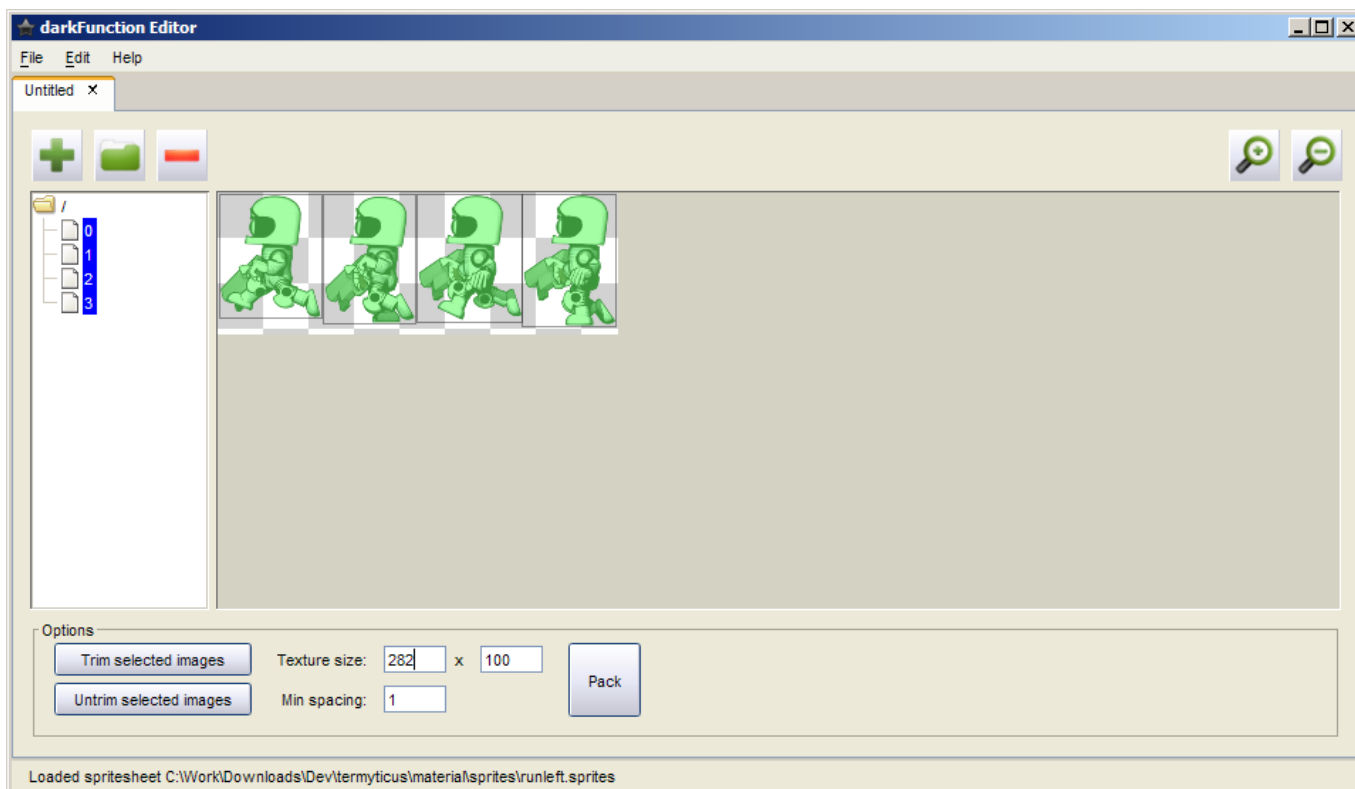 darkFunction Editor
File Edit Help
Untitled
/
0
1
2
3
Options
Trim selected images Texture size: 282 x 100
Pack
Untrim selected images Min spacing: 1
Loaded spritesheet C:\Work\Downloads\Dev\termyticus\material\sprites\runleft.sprites